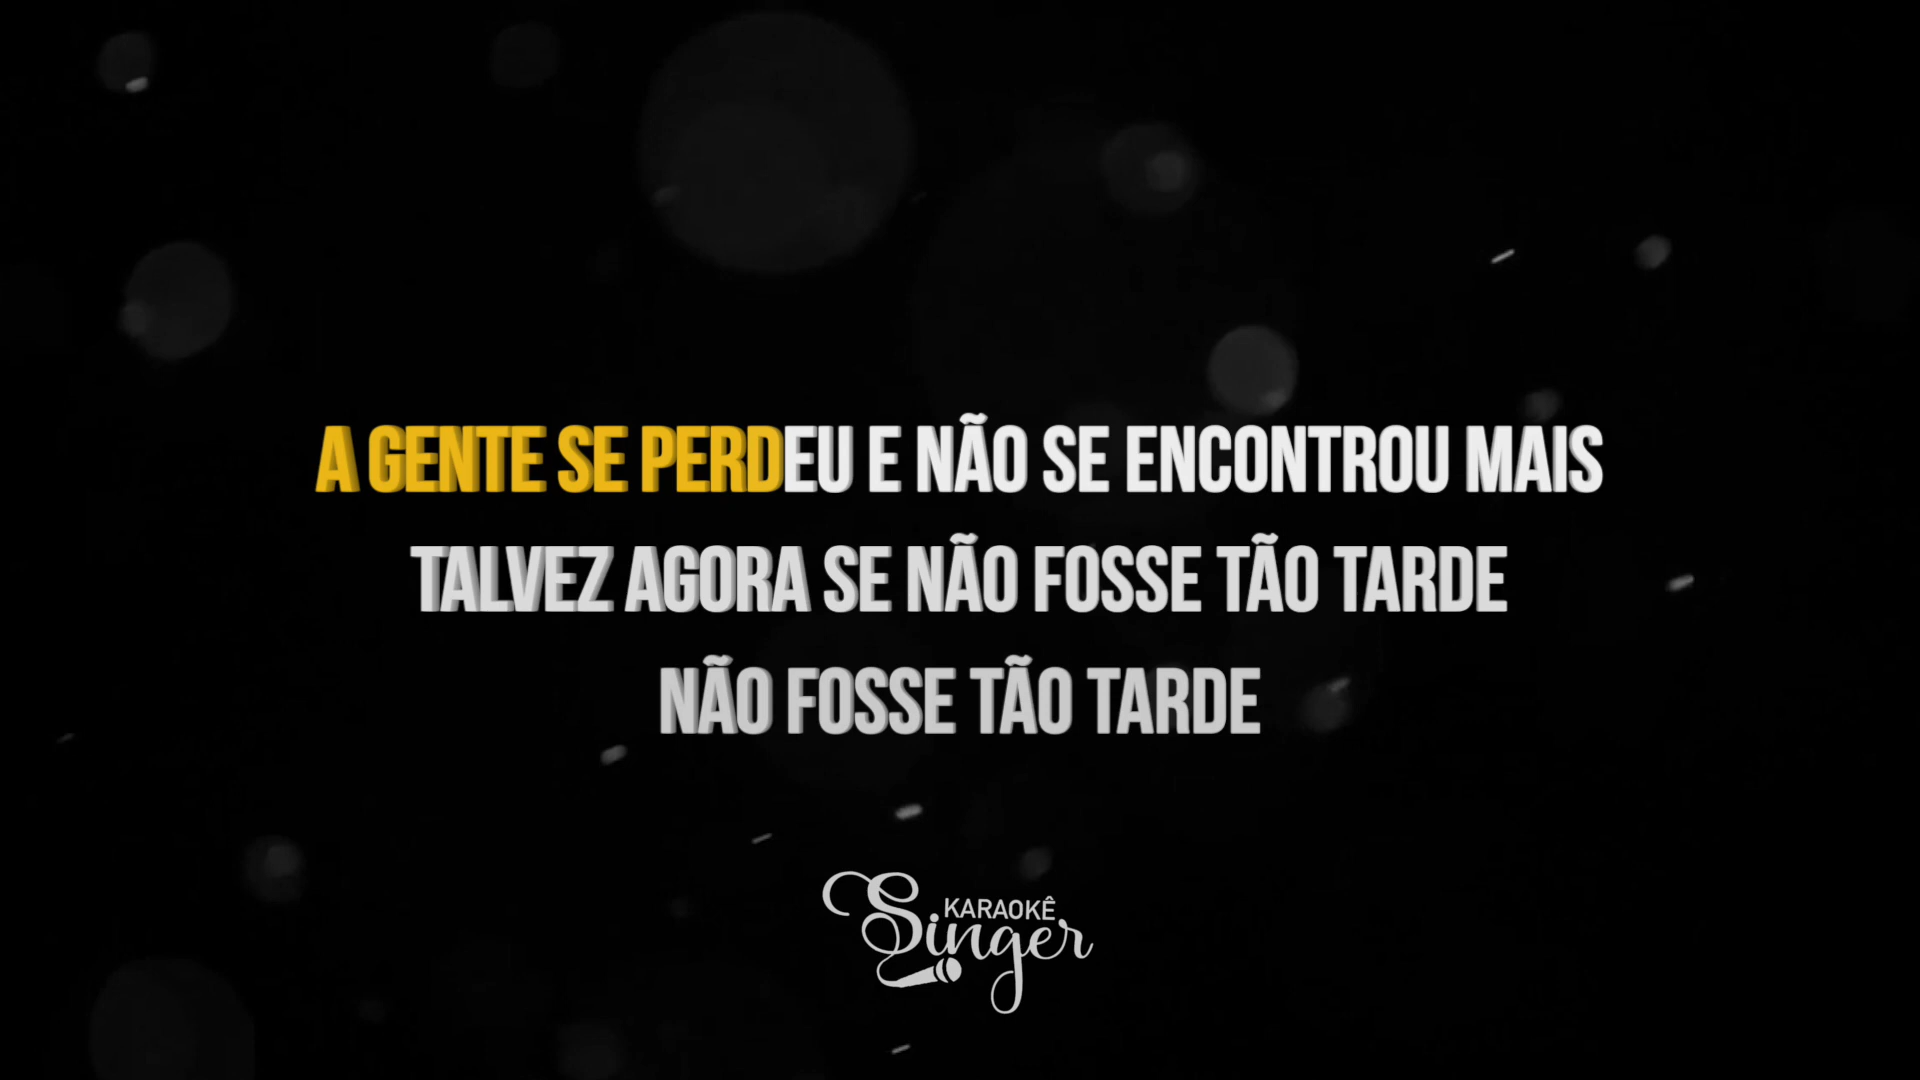 A GENTE SE PERDEU E NÃO SE ENCONTROU MAIS
TALVEZ AGORA SE NÃO FOSSE TÃO TARDE
NÃO FOSSE TÃO TARDE
KARAOKÊ
Singer